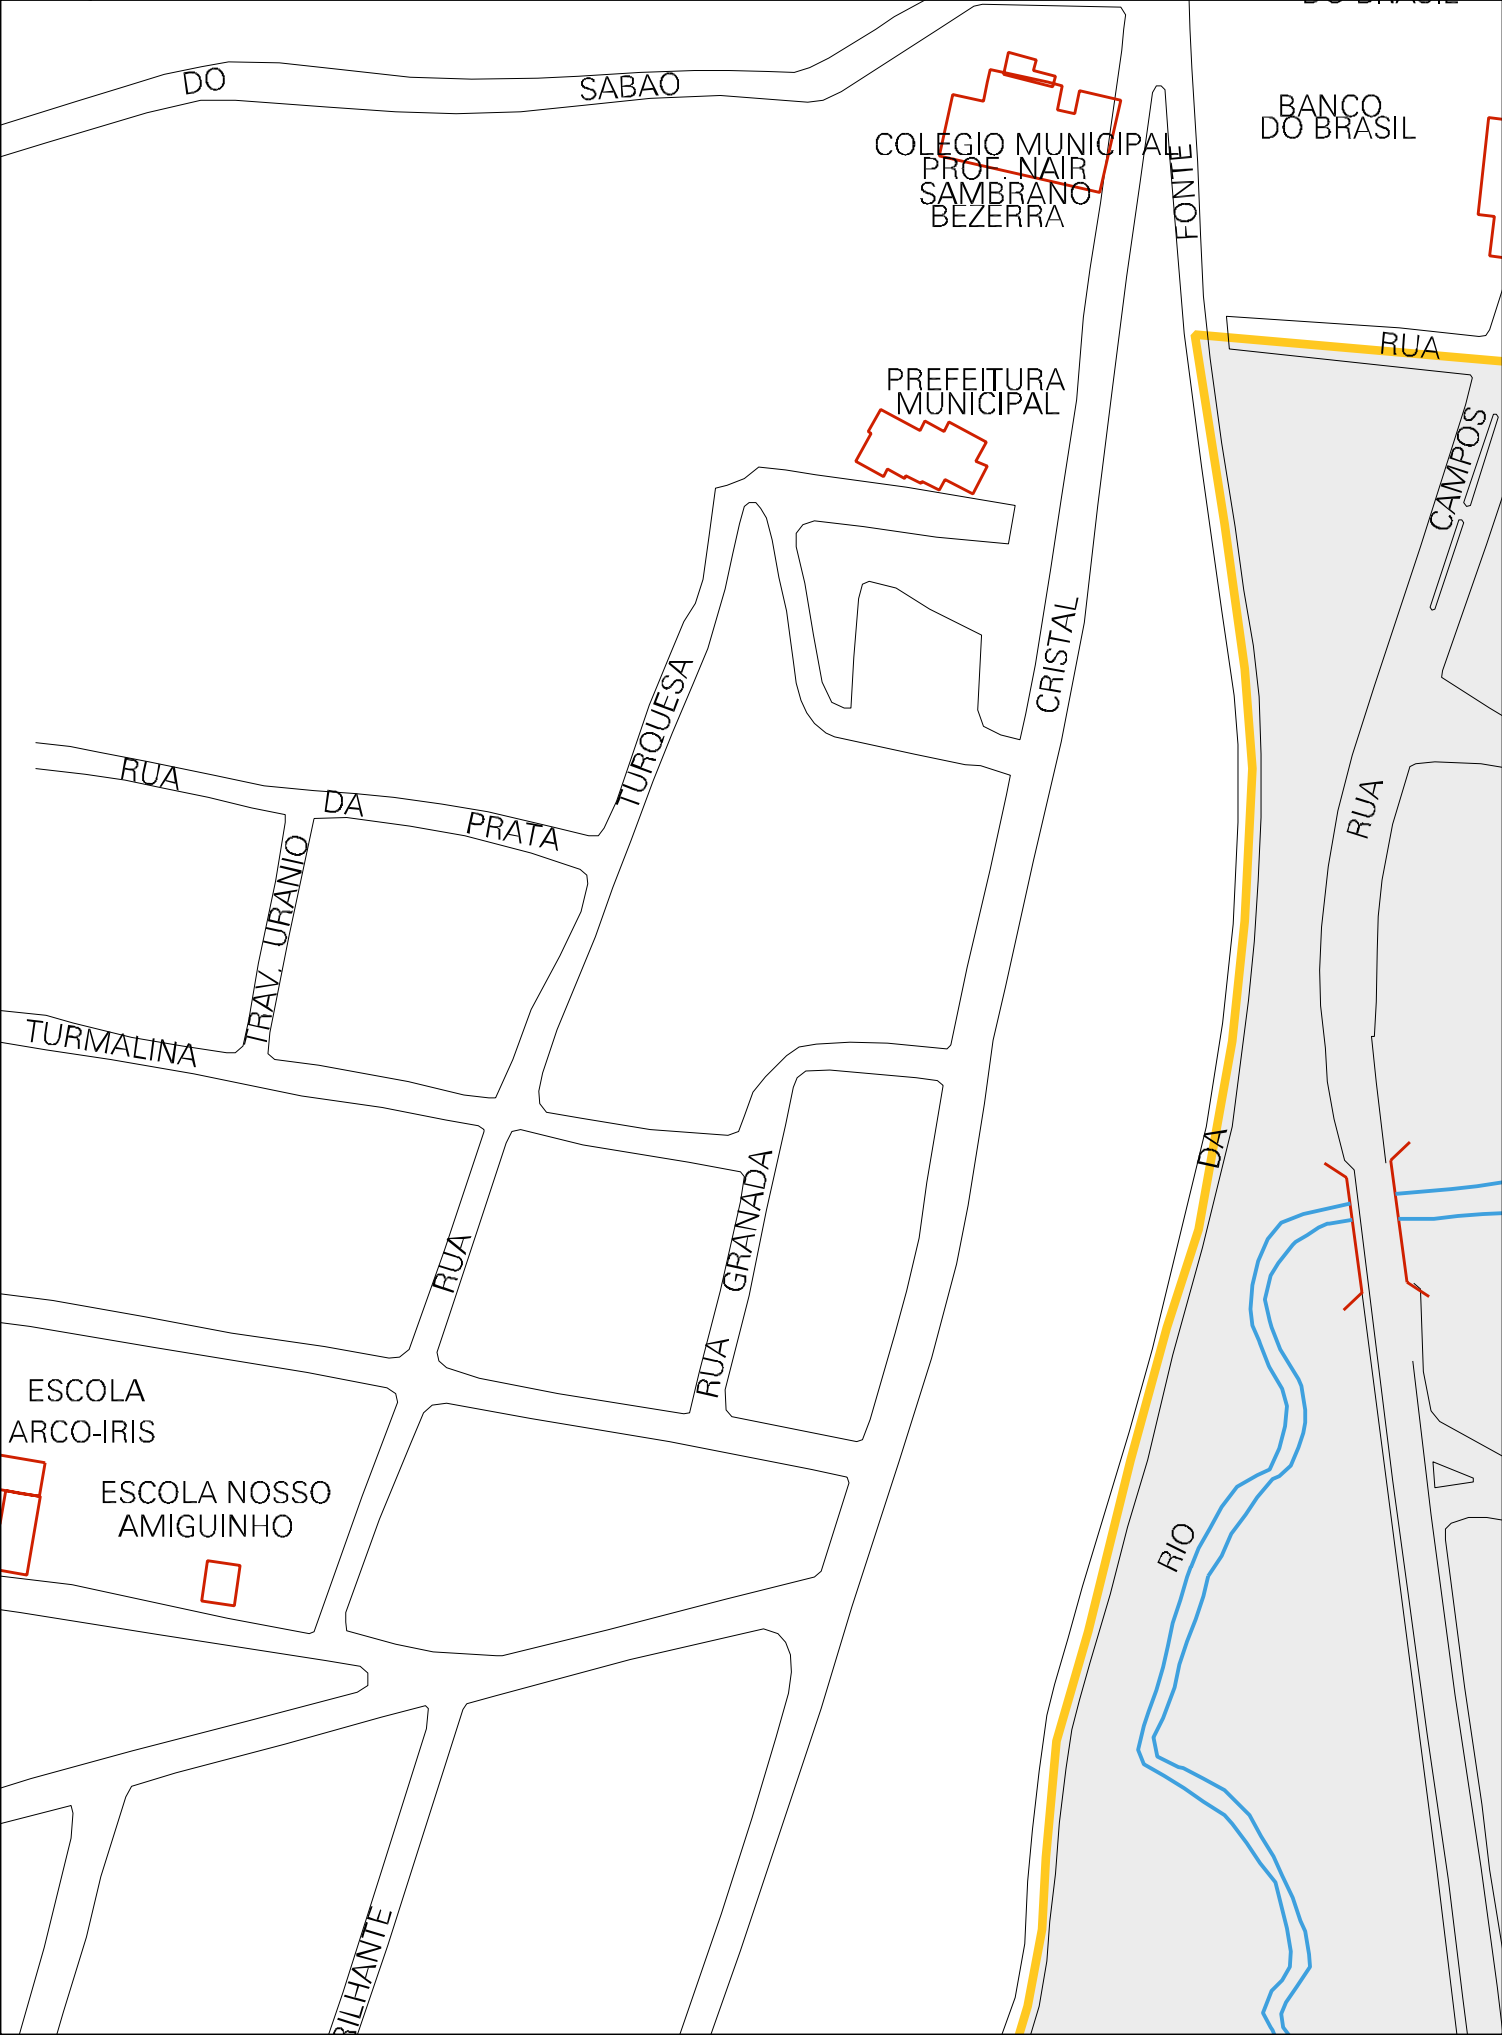 DO
SABAO
COLEGIO MUNICIPAL
PROF. NAIR
SAMBRANO
BEZERRA
FONTE
BANCO
DO BRASIL
RUA
PREFEITURA
MUNICIPAL
CAMPOS
CRISTAL
TURQUESA
RUA
DA
PRATA
RUA
TRAV. URANIO
TURMALINA
DA
RUA
RUA GRANADA
ESCOLA
ARCO-IRIS
ESCOLA NOSSO
AMIGUINHO
RIO